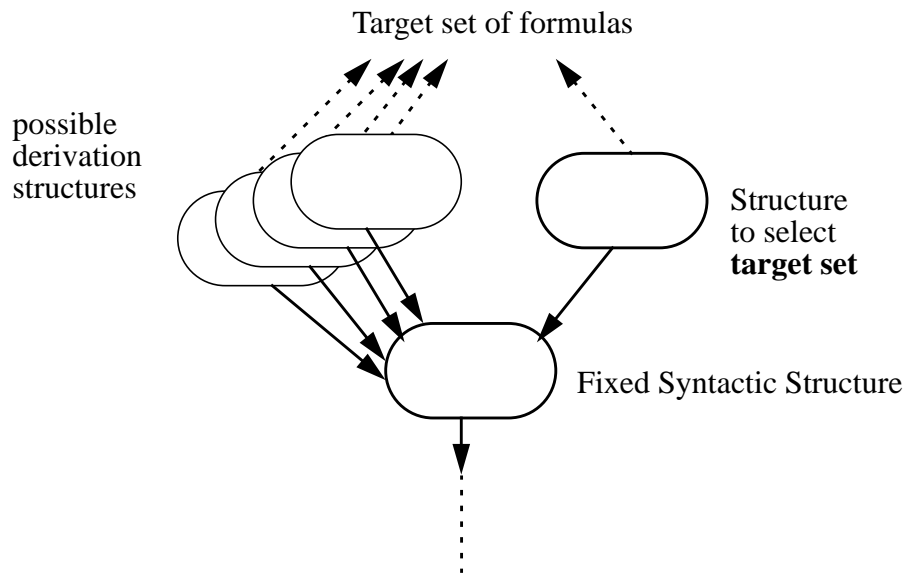 Target set of formulas
possible
derivation
structures
Structure
to select
target set
Fixed Syntactic Structure